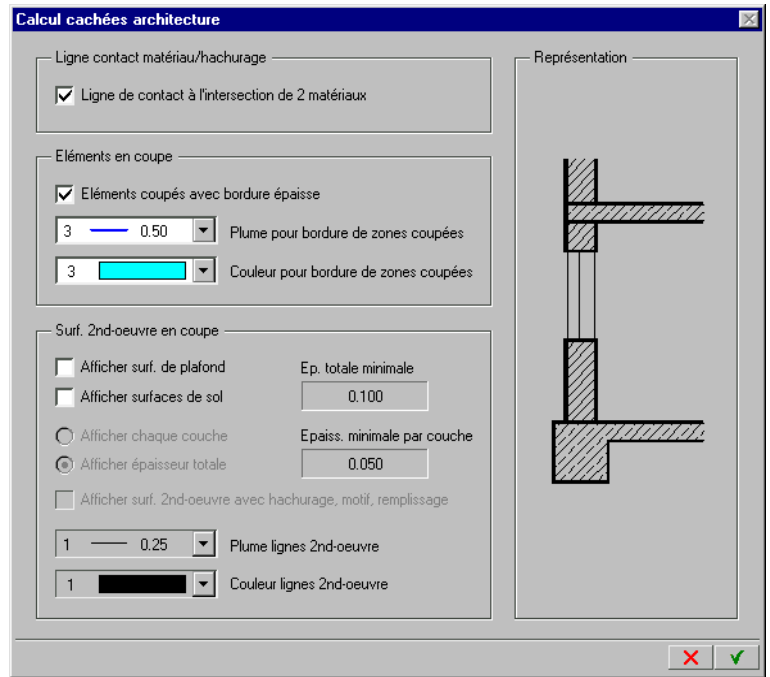 Calcul cachées architecture
Ligne contact matériau/hachurage
Ligne de contact à l'intersection de 2 matériaux
Eléments en coupe
Eléments coupés avec bordure épaisse
3 0.50 Plume pour bordure de zones coupées
3 Couleur pour bordure de zones coupées
Surf. 2nd-oeuvre en coupe
Afficher surf. de plafond
Ep. totale minimale
Afficher surfaces de sol
0.100
Afficher chaque couche
Epaiss. minimale par couche
Afficher épaisseur totale
0.050
Afficher surf. 2nd-oeuvre avec hachurage, motif, remplissage
1 0.25 Plume lignes 2nd-oeuvre
1 Couleur lignes 2nd-oeuvre
Représentation